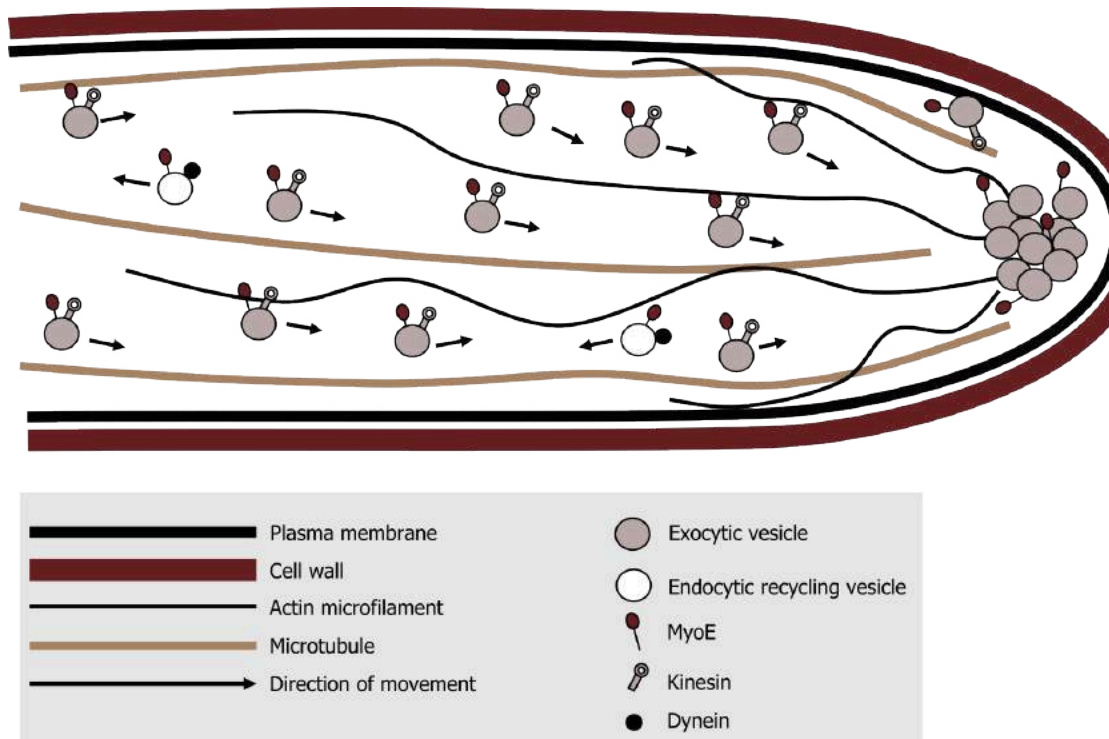 Plasma membrane
Cell wall
Actin microfilament
Microtubule
Direction of movement
Exocytic vesicle
Endocytic recycling vesicle
MyoE
Kinesin
Dynein